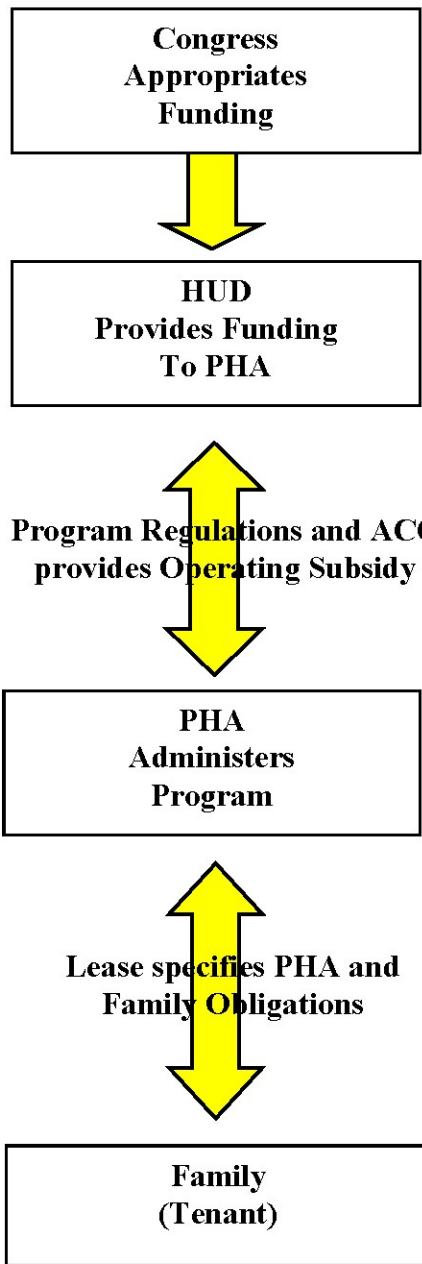 Congress
Appropriates
Funding
HUD
Provides Funding
To PHA
Program Regulations and ACC
provides Operating Subsidy
PHA
Administers
Program
Lease specifies PHA and
Family Obligations
Family
(Tenant)